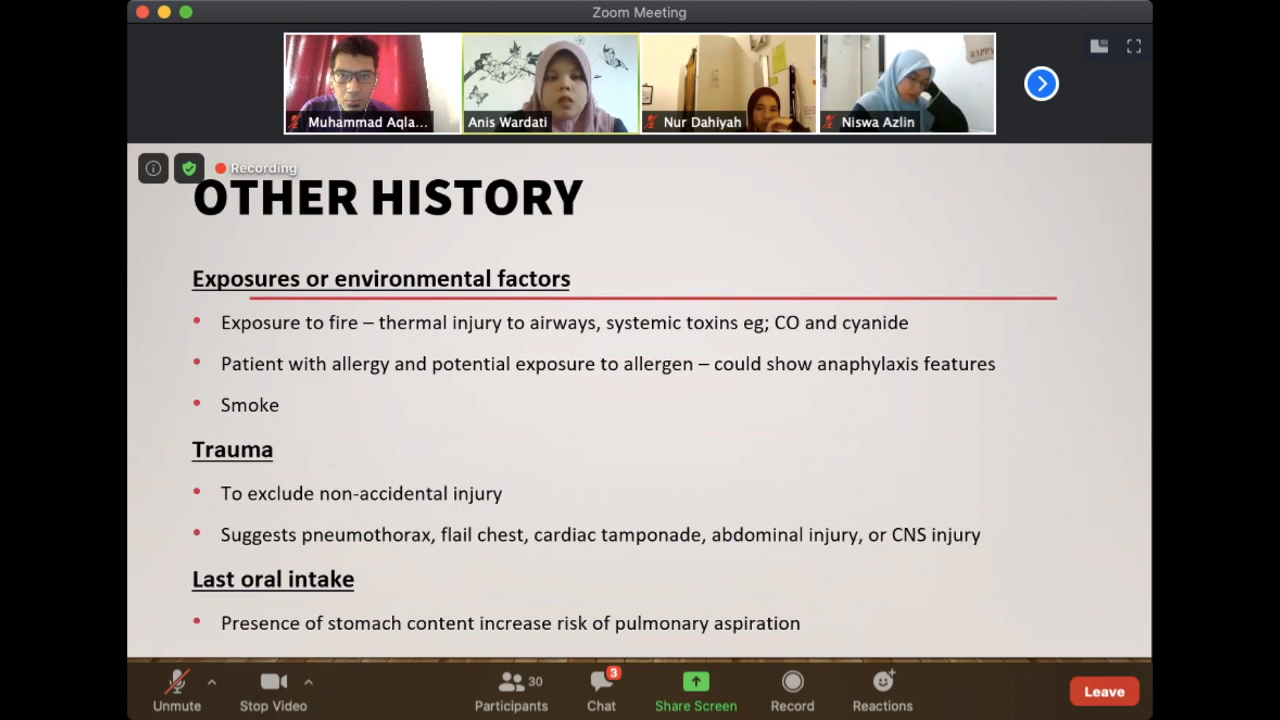 Zoom Meeting
Muhammad Aqla...
Anis Wardati
Nur Dahiyah
Niswa Azlin
Recording
OTHER HISTORY
Exposures or environmental factors
• Exposure to fire – thermal injury to airways, systemic toxins eg; CO and cyanide
• Patient with allergy and potential exposure to allergen – could show anaphylaxis features
• Smoke
Trauma
• To exclude non-accidental injury
• Suggests pneumothorax, flail chest, cardiac tamponade, abdominal injury, or CNS injury
Last oral intake
• Presence of stomach content increase risk of pulmonary aspiration
Unmute
Stop Video
30
Participants
3
Chat
Share Screen
Record
Reactions
Leave